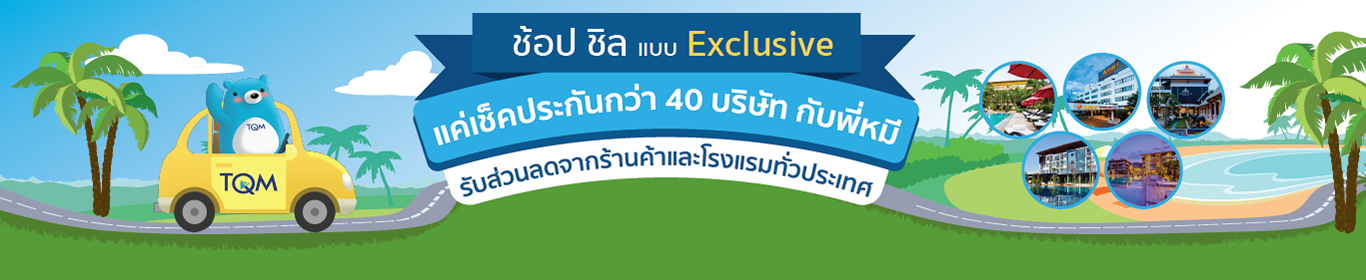 ช้อป ชิล แบบ Exclusive
แค่เช็คประกันกว่า 40 บริษัท กับพี่หมี
รับส่วนลดจากร้านค้าและโรงแรมทั่วประเทศ
TQM
TQM